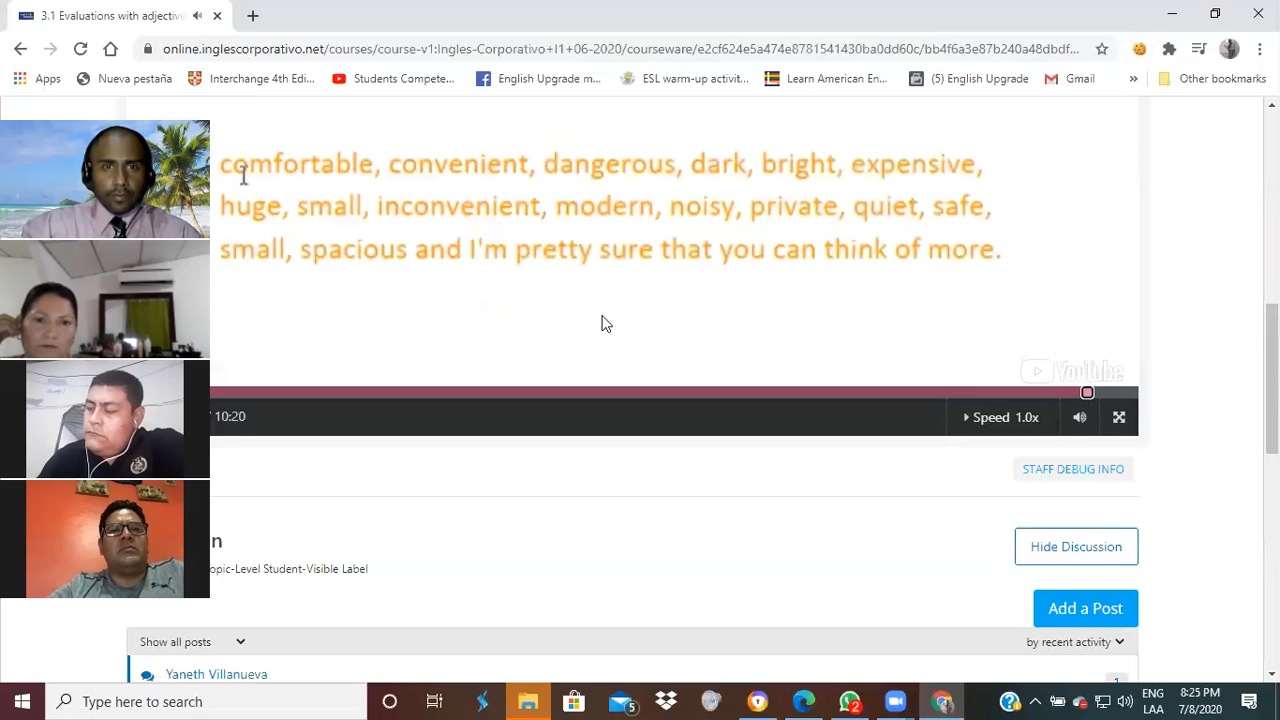 3.1 Evaluations with adjective
online.inglescorporativo.net/courses/course-v1:Ingles-Corporativo+I1+06-2020/courseware/e2cf624e5a474e8781541430ba0dd60c/bb4f6a3e87b240a48dbdf...
Apps
Nueva pestaña
Interchange 4th Edi...
Students Compete...
English Upgrade m...
ESL warm-up activit...
Learn American En...
(5) English Upgrade
Gmail
»
Other bookmarks
comfortable, convenient, dangerous, dark, bright, expensive,
huge, small, inconvenient, modern, noisy, private, quiet, safe,
small, spacious and I'm pretty sure that you can think of more.
YouTube
/ 10:20
Speed 1.0x
STAFF DEBUG INFO
Hide Discussion
opic-Level Student-Visible Label
Add a Post
Show all posts
by recent activity
Yaneth Villanueva
Type here to search
5
2
ENG
LAA
8:25 PM
7/8/2020